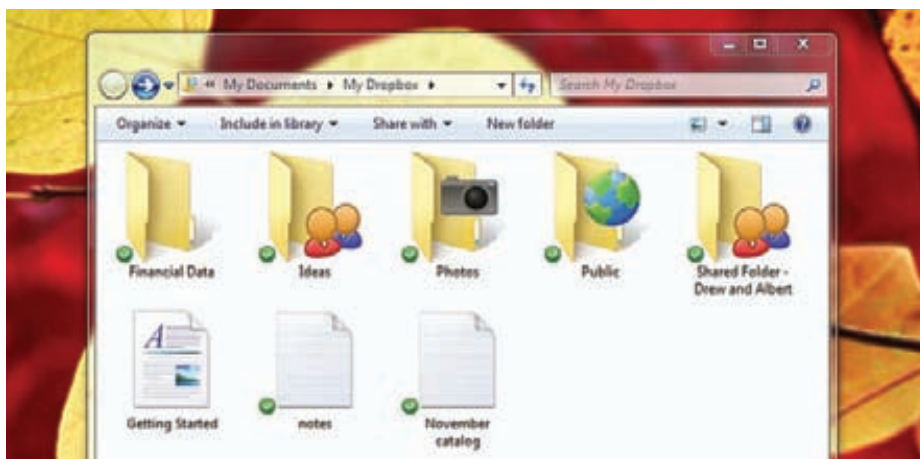 « My Documents ▸ My Dropbox ▸
Search My Dropbox
Organize
Include in library
Share with
New folder
Financial Data
Ideas
Photos
Public
Shared Folder -
Drew and Albert
Getting Started
notes
November
catalog